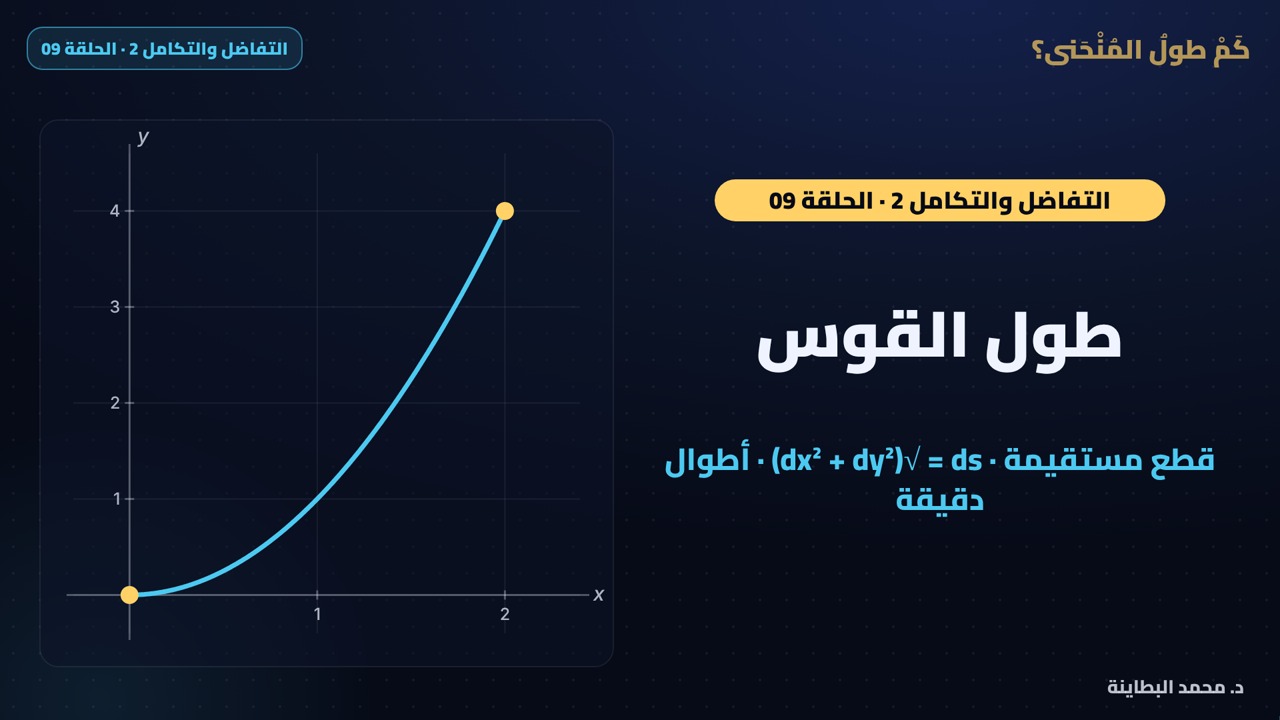 كَمْ طولُ المُنْحَنى؟
التفاضل والتكامل 2 · الحلقة 09
التفاضل والتكامل 2 · الحلقة 09
طول القوس
قطع مستقيمة · ds = √(dx² + dy²) · أطوال
دقيقة
y
4
3
2
1
1
2
x
د. محمد البطاينة